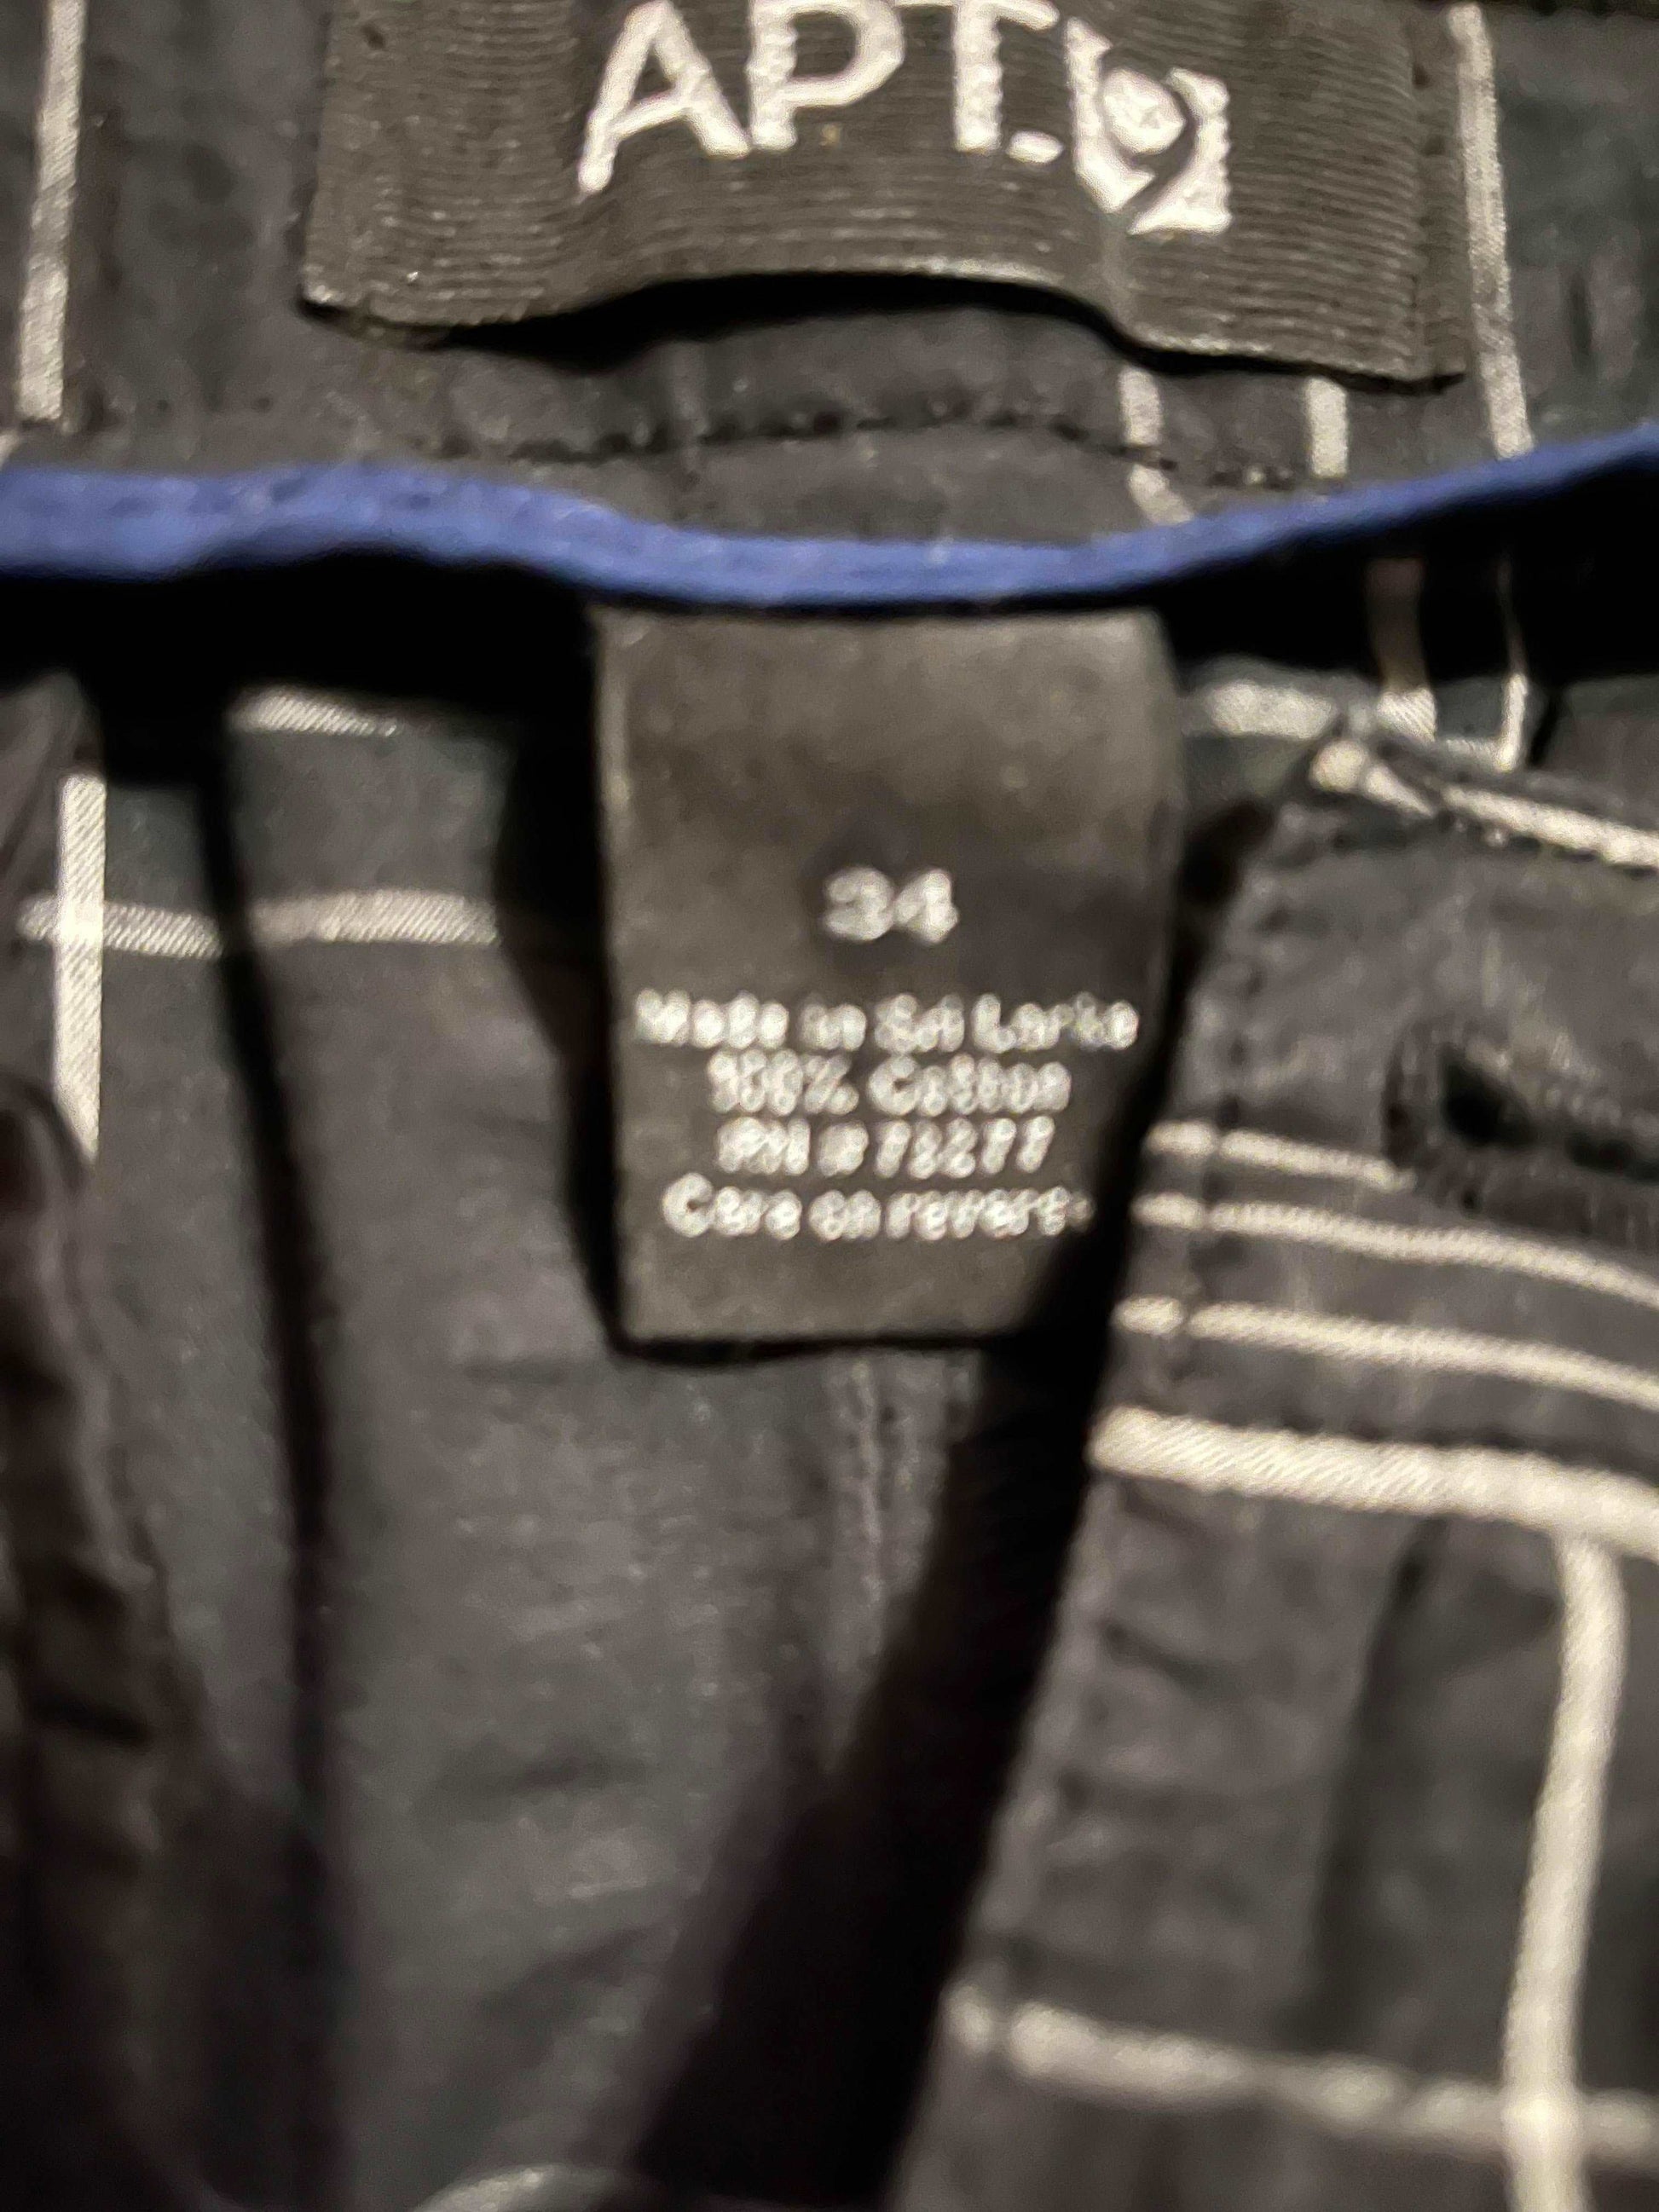 APT. 9
34
Made in Sri Lanka
100% Cotton
RN # 73277
Care on reverse